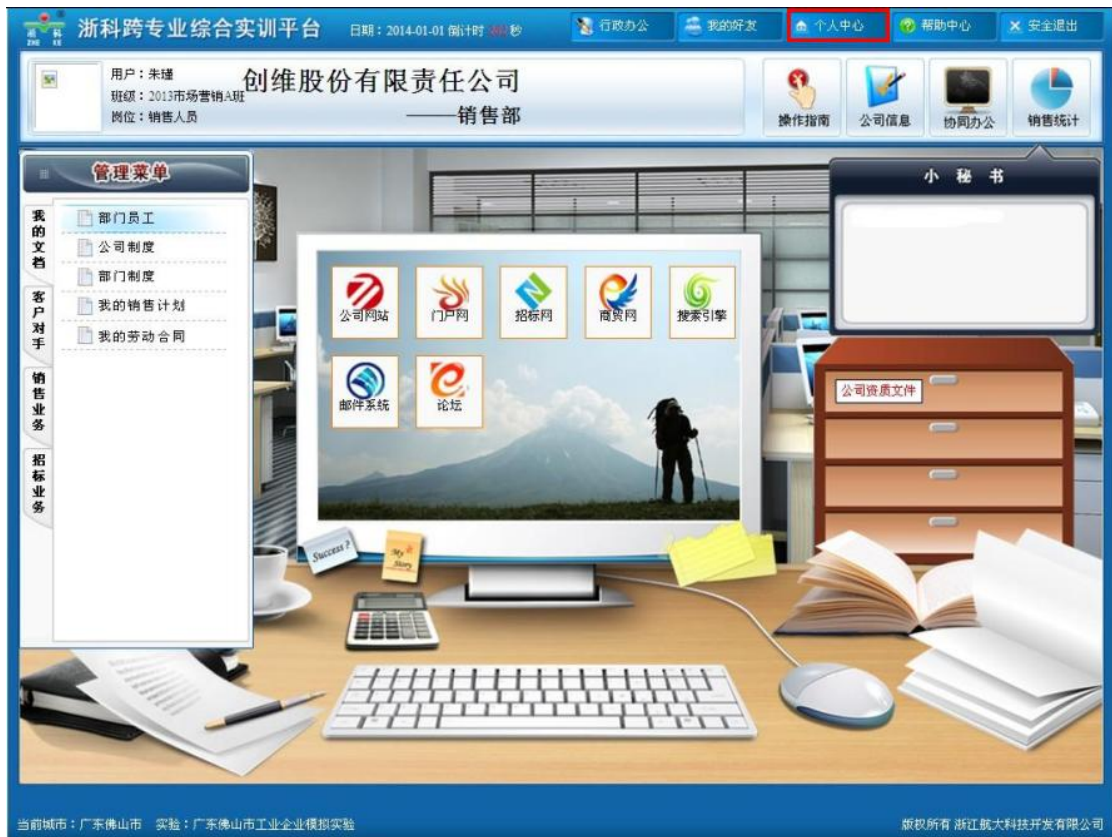 浙科
ZHE KE
浙科跨专业综合实训平台
日期：2014-01-01 倒计时
秒
行政办公
我的好友
个人中心
帮助中心
安全退出
用户：朱瑾
班级：2013市场营销A班
岗位：销售人员
创维股份有限责任公司
——销售部
操作指南
公司信息
协同办公
销售统计
管理菜单
我的文档
客户对手
销售业务
招标业务
部门员工
公司制度
部门制度
我的销售计划
我的劳动合同
公司网站
门户网
招标网
商贸网
搜索引擎
邮件系统
论坛
小 秘 书
公司资质文件
Success ?
My
Story
当前城市：广东佛山市 实验：广东佛山市工业企业模拟实验
版权所有 浙江航大科技开发有限公司